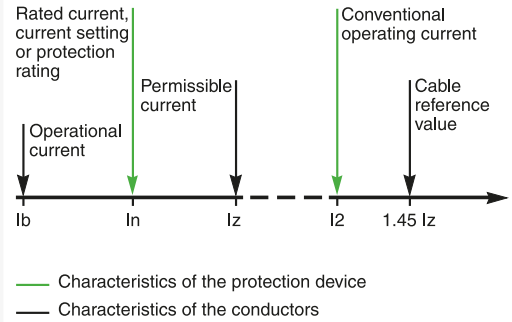 Rated current,
current setting
or protection
rating
Conventional
operating current
Permissible
current
Cable
reference
value
Operational
current
Ib
In
Iz
I2
1.45 Iz
Characteristics of the protection device
Characteristics of the conductors